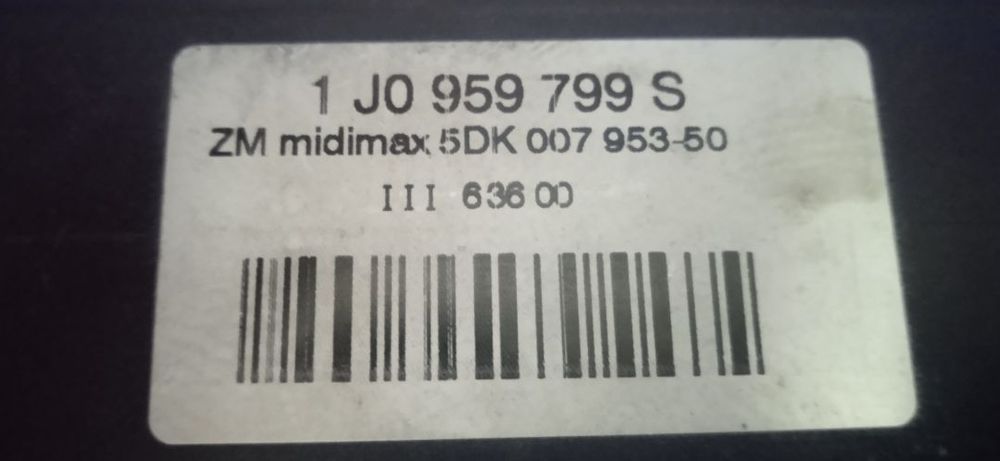 1 J0 959 799 S
ZM midimax 5DK 007 953-50
III 636 00